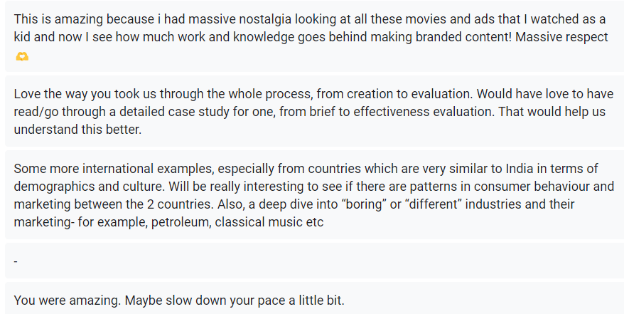 This is amazing because i had massive nostalgia looking at all these movies and ads that I watched as a
kid and now I see how much work and knowledge goes behind making branded content! Massive respect
🫶
Love the way you took us through the whole process, from creation to evaluation. Would have love to have
read/go through a detailed case study for one, from brief to effectiveness evaluation. That would help us
understand this better.
Some more international examples, especially from countries which are very similar to India in terms of
demographics and culture. Will be really interesting to see if there are patterns in consumer behaviour and
marketing between the 2 countries. Also, a deep dive into “boring” or “different” industries and their
marketing- for example, petroleum, classical music etc
-
You were amazing. Maybe slow down your pace a little bit.